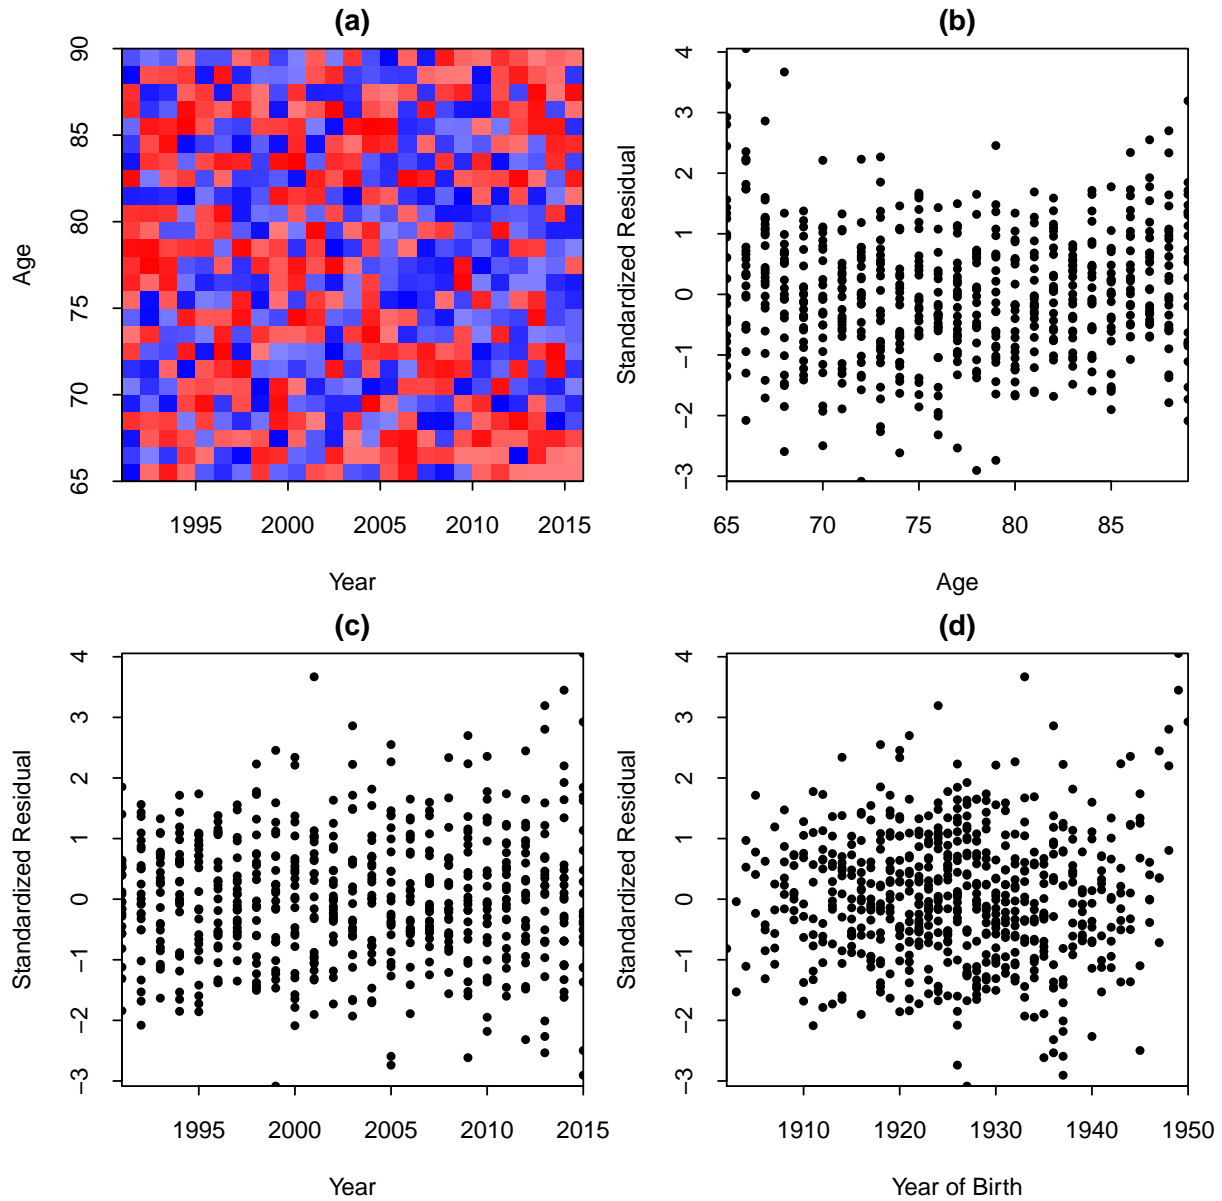 (a)
90
85
80
75
70
65
Age
1995 2000 2005 2010 2015
Year
(b)
4
3
2
1
0
−1
−2
−3
Standardized Residual
65 70 75 80 85
Age
(c)
4
3
2
1
0
−1
−2
−3
Standardized Residual
1995 2000 2005 2010 2015
Year
(d)
4
3
2
1
0
−1
−2
−3
Standardized Residual
1910 1920 1930 1940 1950
Year of Birth